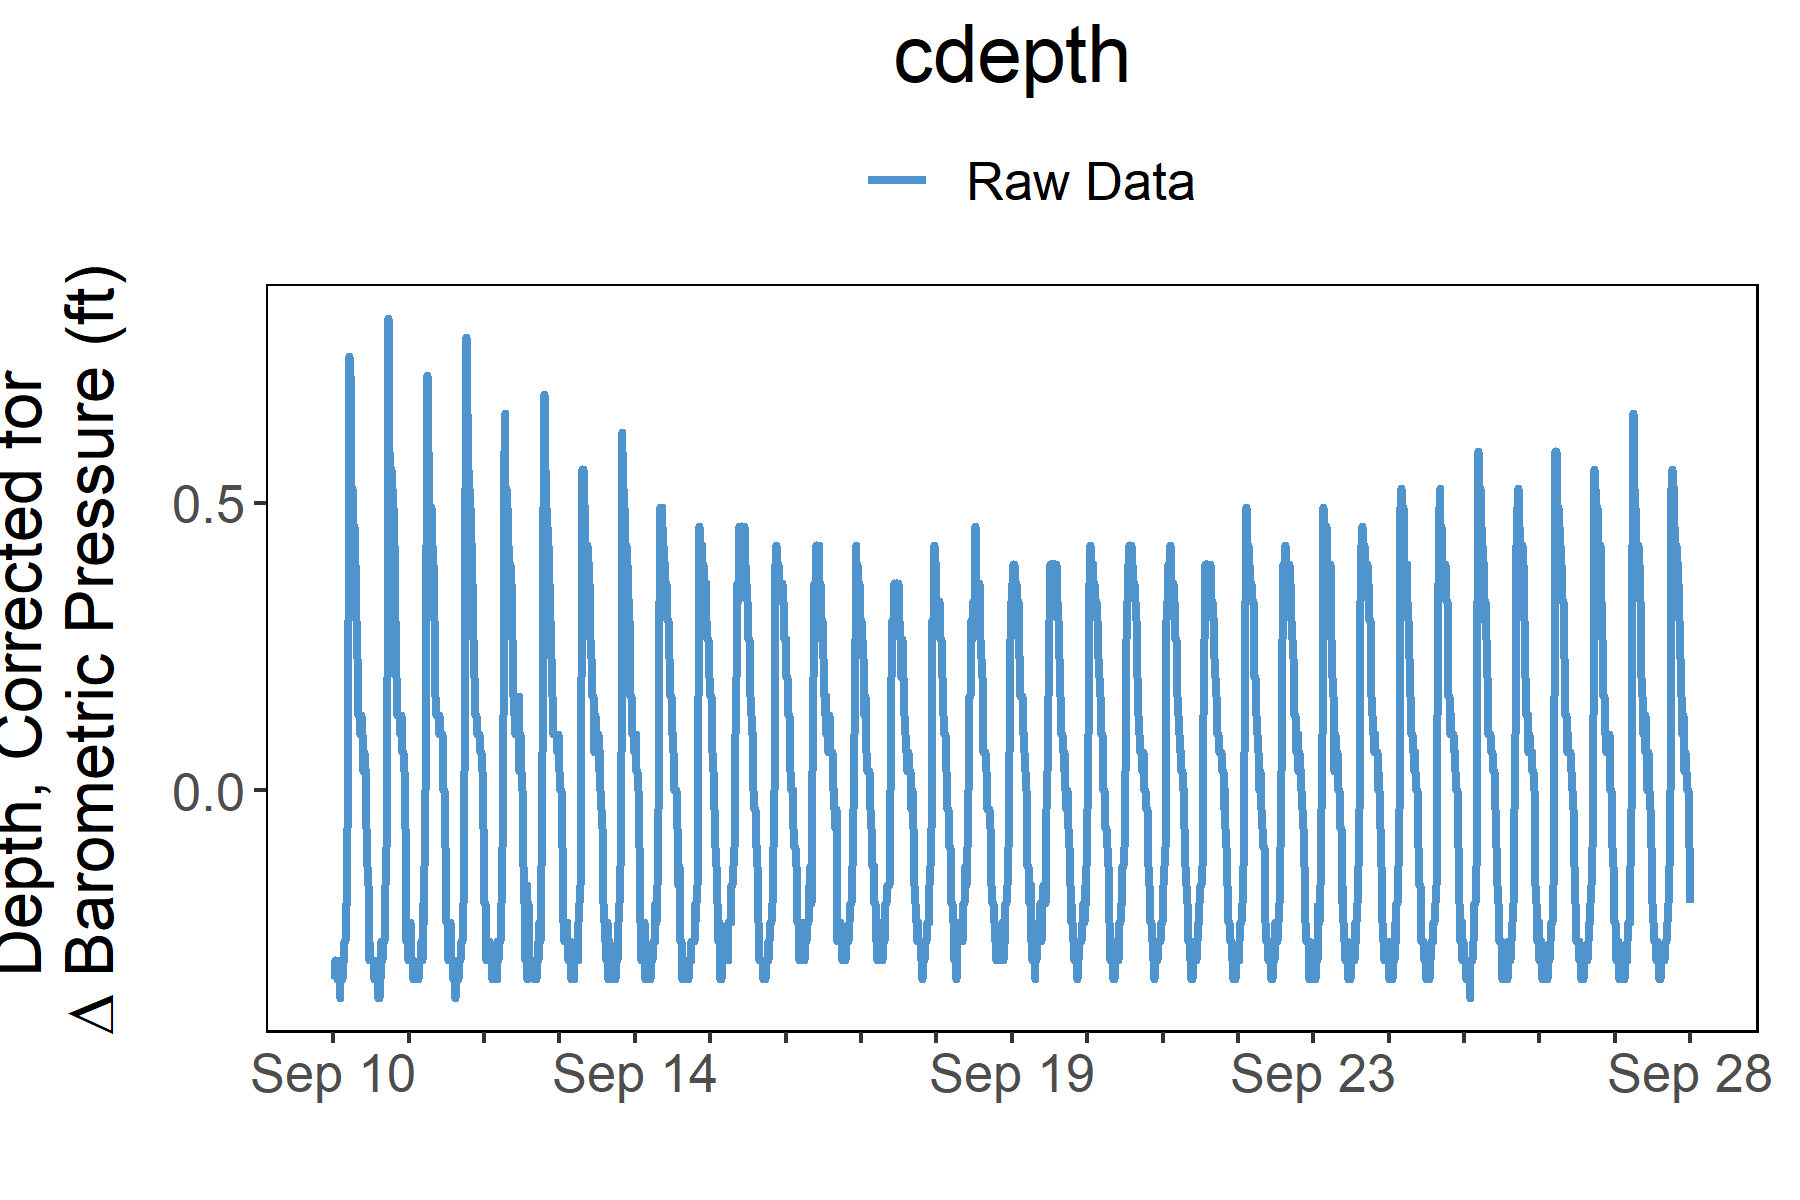 cdepth
Raw Data
Depth, Corrected for
Δ Barometric Pressure (ft)
0.5
0.0
Sep 10 Sep 14 Sep 19 Sep 23 Sep 28